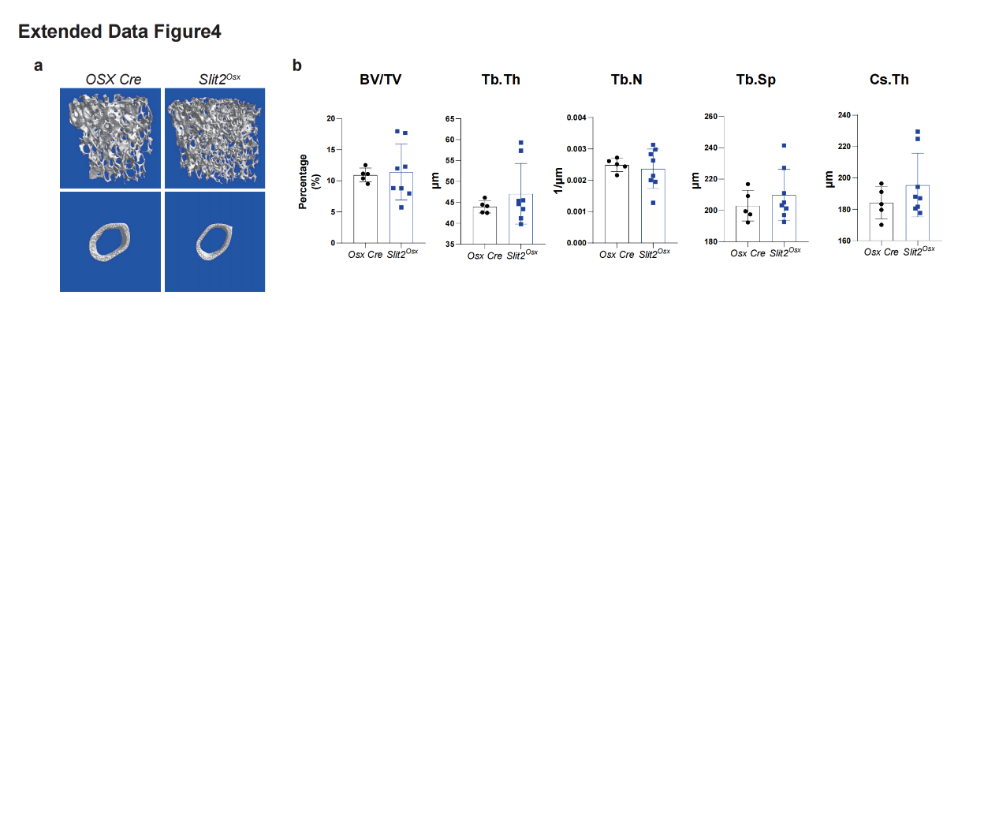 Extended Data Figure4
a
OSX Cre
Slit2Osx
b
BV/TV
Tb.Th
Tb.N
Tb.Sp
Cs.Th
Percentage
(%)
20
15
10
5
0
Osx Cre Slit2Osx
µm
65
60
55
50
45
40
35
Osx Cre Slit2Osx
1/µm
0.004
0.003
0.002
0.001
0.000
Osx Cre Slit2Osx
µm
260
240
220
200
180
Osx Cre Slit2Osx
µm
240
220
200
180
160
Osx Cre Slit2Osx